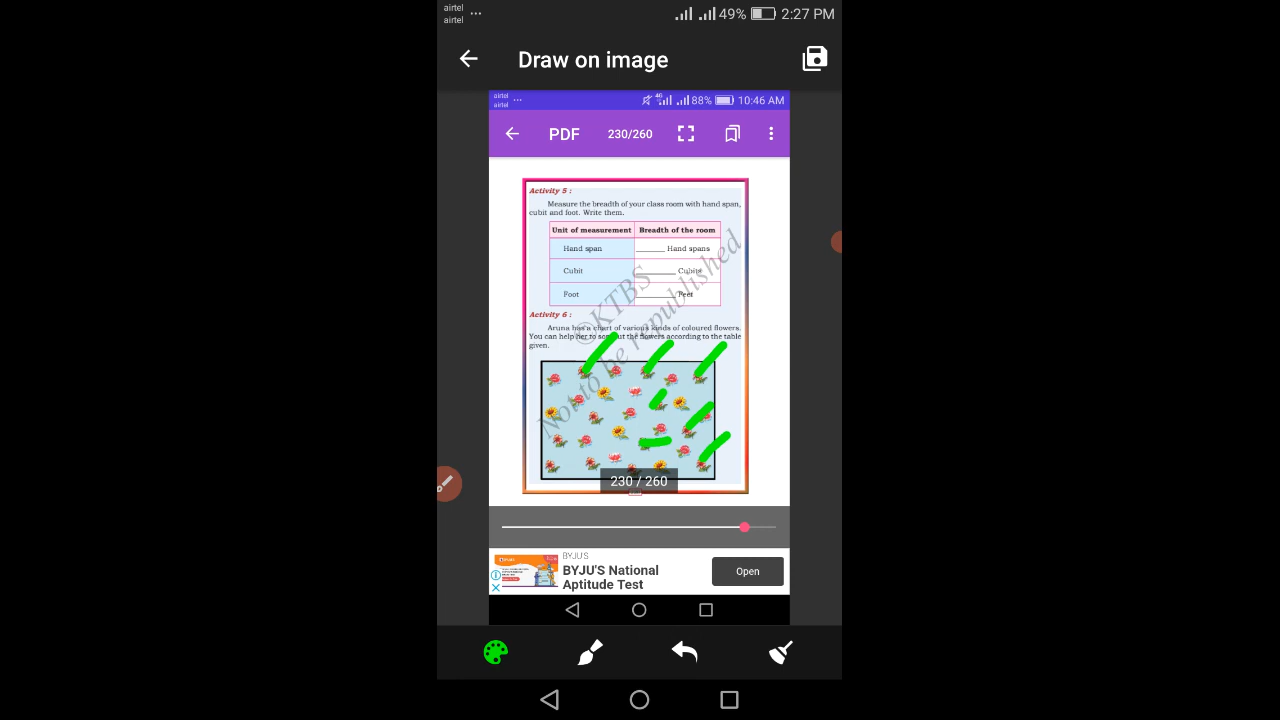 airtel
airtel ... 49% 2:27 PM
Draw on image
airtel
airtel ... 4G 88% 10:46 AM
PDF 230/260
Activity 5 :
Measure the breadth of your class room with hand span,
cubit and foot. Write them.
Unit of measurement Breadth of the room
Hand span ______ Hand spans
Cubit ________ Cubits
Foot ________ Feet
©KTBS
Not to be republished
Activity 6 :
Aruna has a chart of various kinds of coloured flowers.
You can help her to sort out the flowers according to the table
given.
230 / 260
BYJU'S
BYJU'S National
Aptitude Test
Open